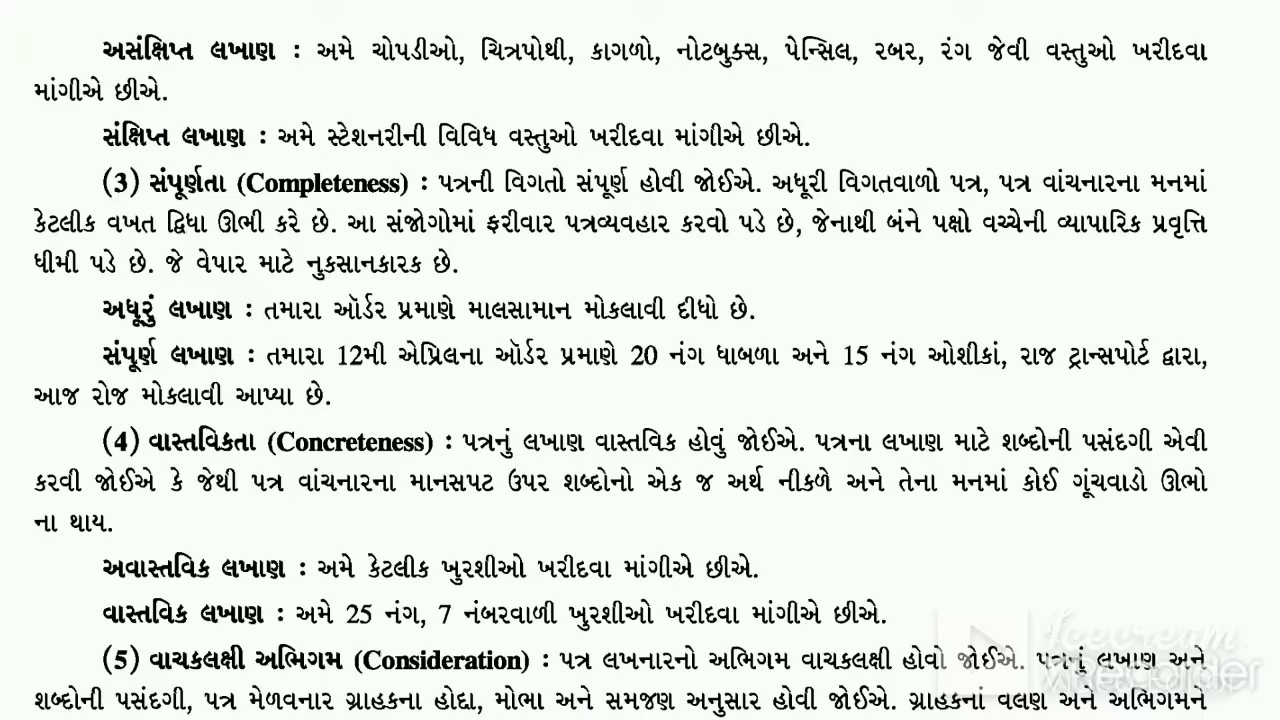 અસંક્ષિપ્ત લખાણ : અમે ચોપડીઓ, ચિત્રપોથી, કાગળો, નોટબુક્સ, પેન્સિલ, રબર, રંગ જેવી વસ્તુઓ ખરીદવા
માંગીએ છીએ.
સંક્ષિપ્ત લખાણ : અમે સ્ટેશનરીની વિવિધ વસ્તુઓ ખરીદવા માંગીએ છીએ.
(3) સંપૂર્ણતા (Completeness) : પત્રની વિગતો સંપૂર્ણ હોવી જોઈએ. અધૂરી વિગતવાળો પત્ર, પત્ર વાંચનારના મનમાં
કેટલીક વખત દ્વિધા ઊભી કરે છે. આ સંજોગોમાં ફરીવાર પત્રવ્યવહાર કરવો પડે છે, જેનાથી બંને પક્ષો વચ્ચેની વ્યાપારિક પ્રવૃત્તિ
ધીમી પડે છે. જે વેપાર માટે નુકસાનકારક છે.
અધૂરું લખાણ : તમારા ઑર્ડર પ્રમાણે માલસામાન મોકલાવી દીધો છે.
સંપૂર્ણ લખાણ : તમારા 12મી એપ્રિલના ઑર્ડર પ્રમાણે 20 નંગ ધાબળા અને 15 નંગ ઓશીકાં, રાજ ટ્રાન્સપોર્ટ દ્વારા,
આજ રોજ મોકલાવી આપ્યા છે.
(4) વાસ્તવિકતા (Concreteness) : પત્રનું લખાણ વાસ્તવિક હોવું જોઈએ. પત્રના લખાણ માટે શબ્દોની પસંદગી એવી
કરવી જોઈએ કે જેથી પત્ર વાંચનારના માનસપટ ઉપર શબ્દોનો એક જ અર્થ નીકળે અને તેના મનમાં કોઈ ગૂંચવાડો ઊભો
ના થાય.
અવાસ્તવિક લખાણ : અમે કેટલીક ખુરશીઓ ખરીદવા માંગીએ છીએ.
વાસ્તવિક લખાણ : અમે 25 નંગ, 7 નંબરવાળી ખુરશીઓ ખરીદવા માંગીએ છીએ.
(5) વાચકલક્ષી અભિગમ (Consideration) : પત્ર લખનારનો અભિગમ વાચકલક્ષી હોવો જોઈએ. પત્રનું લખાણ અને
શબ્દોની પસંદગી, પત્ર મેળવનાર ગ્રાહકના હોદ્દા, મોભા અને સમજણ અનુસાર હોવી જોઈએ. ગ્રાહકનાં વલણ અને અભિગમને